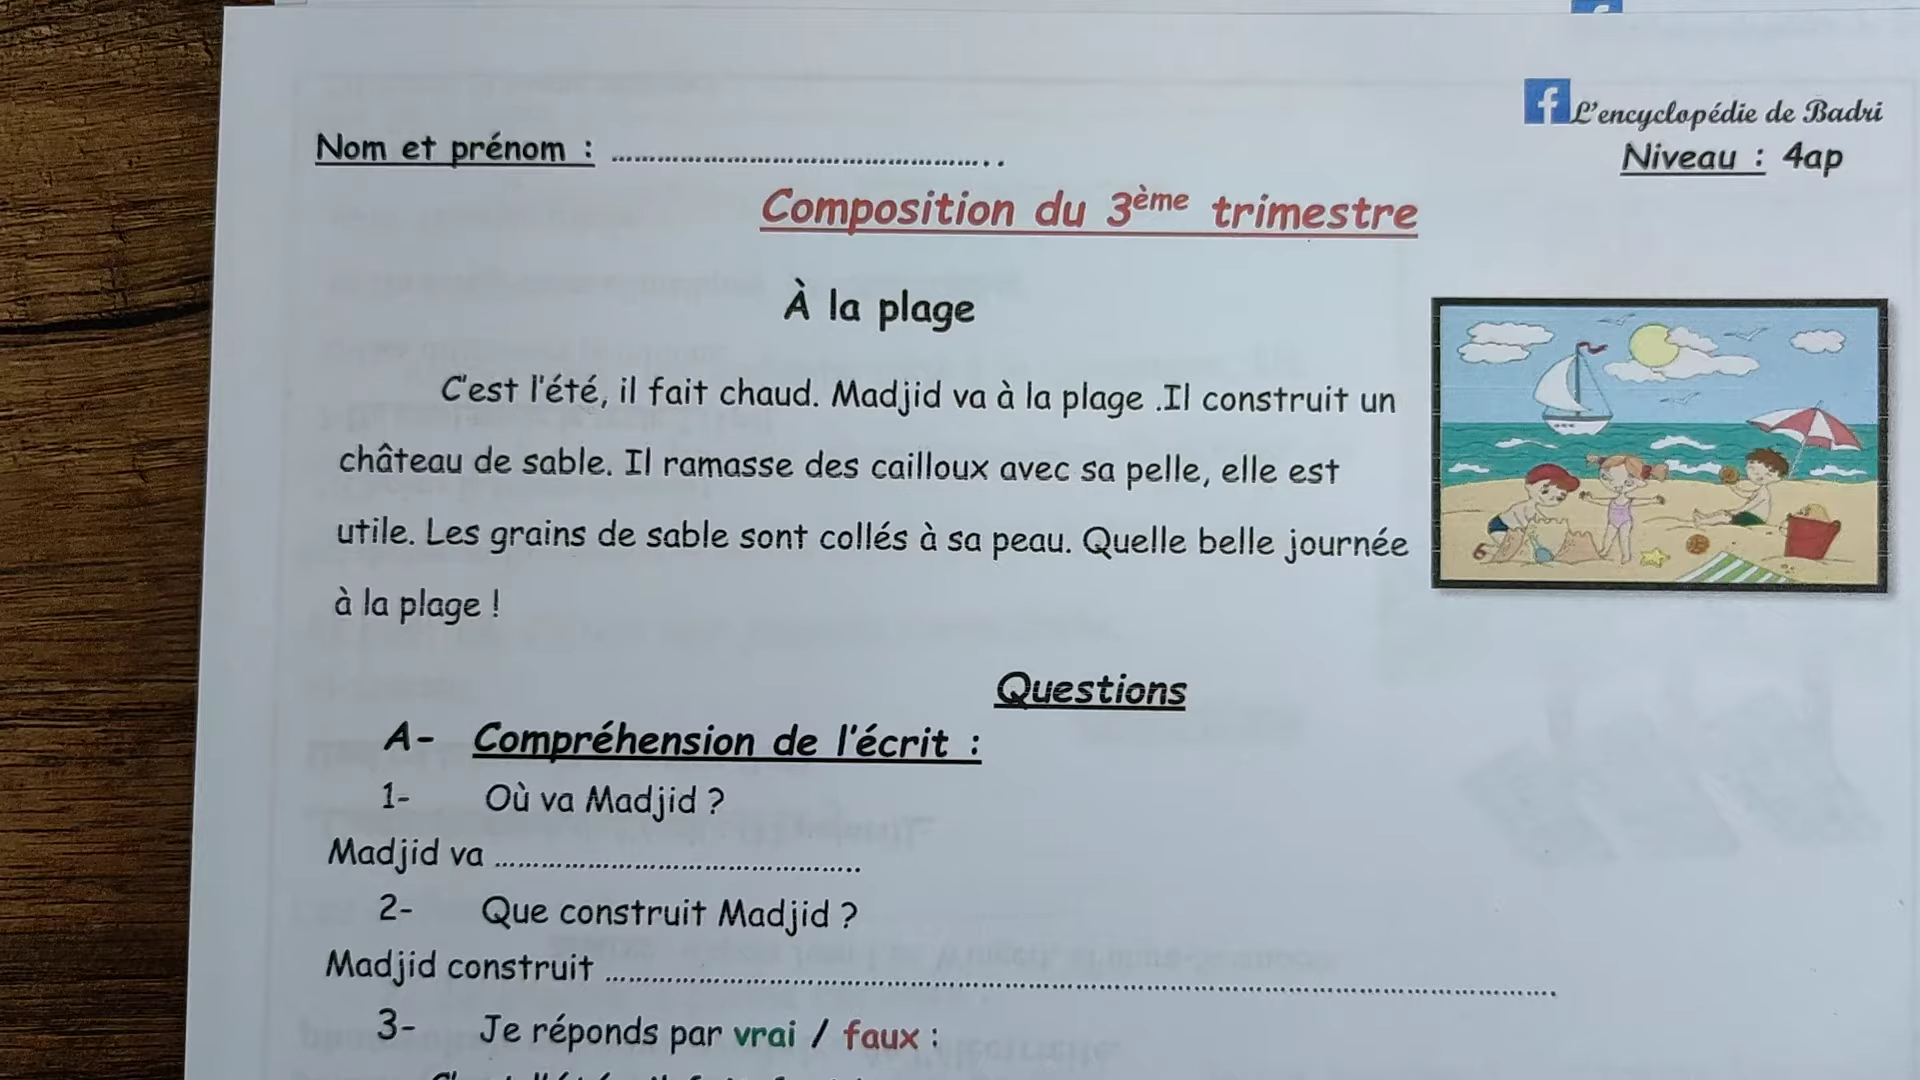 L'encyclopédie de Badri
Nom et prénom : ........................................................
Niveau : 4ap
Composition du 3ème trimestre
À la plage
C'est l'été, il fait chaud. Madjid va à la plage .Il construit un
château de sable. Il ramasse des cailloux avec sa pelle, elle est
utile. Les grains de sable sont collés à sa peau. Quelle belle journée
à la plage !
Questions
A- Compréhension de l'écrit :
1- Où va Madjid ?
Madjid va ....................................................
2- Que construit Madjid ?
Madjid construit ........................................................................................................................
3- Je réponds par vrai / faux :